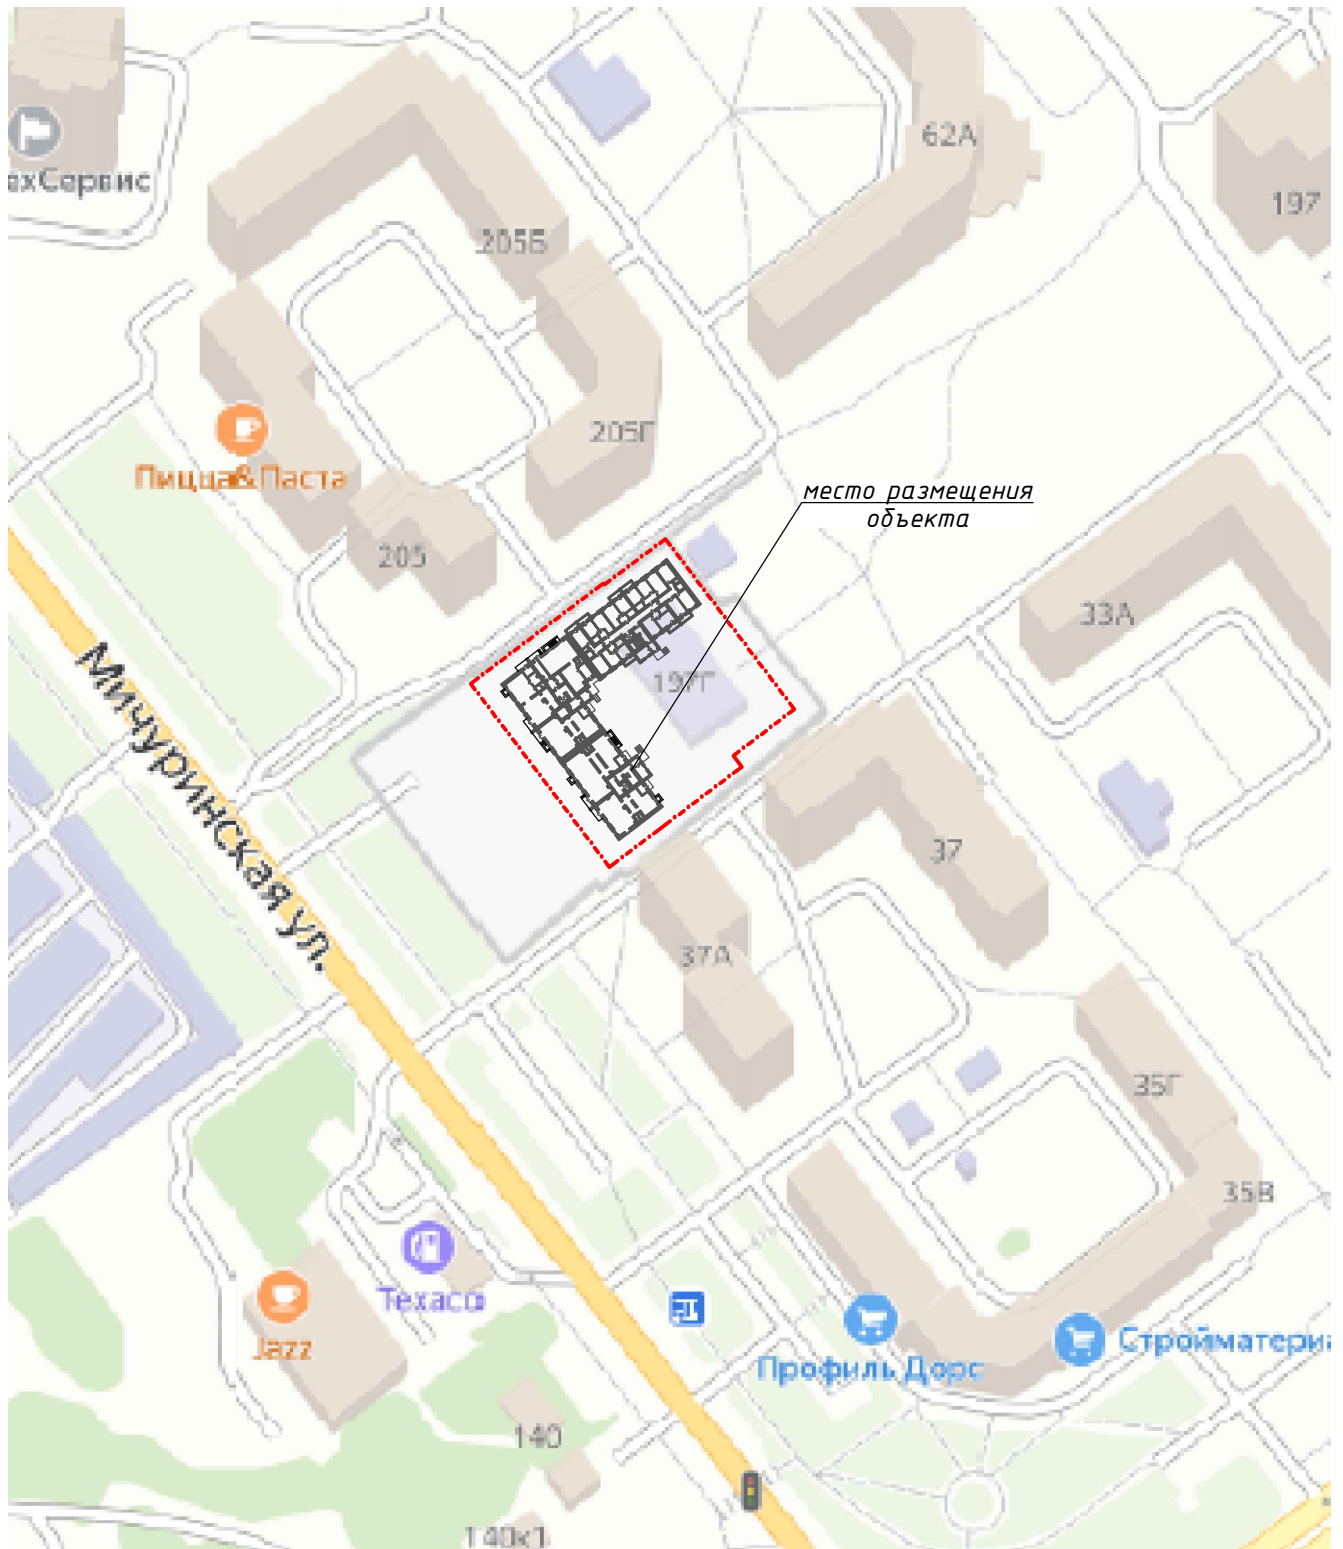 62А
ехСервис
197
205Б
205Г
Пицца&Паста
место размещения
объекта
205
33А
197Г
Мичуринская ул.
37
37А
35Г
35В
Texaco
Jazz
Стройматериа
Профиль Дорс
140
140к1